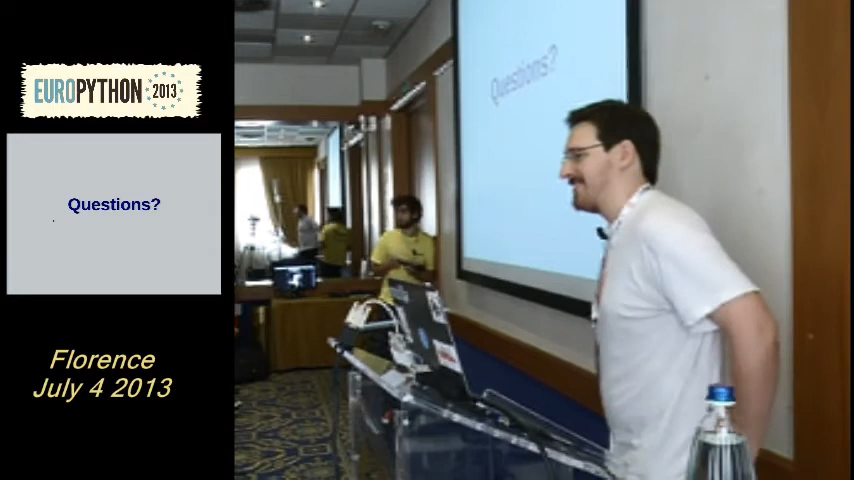 EUROPYTHON 2013
Questions?
Florence
July 4 2013
Questions?